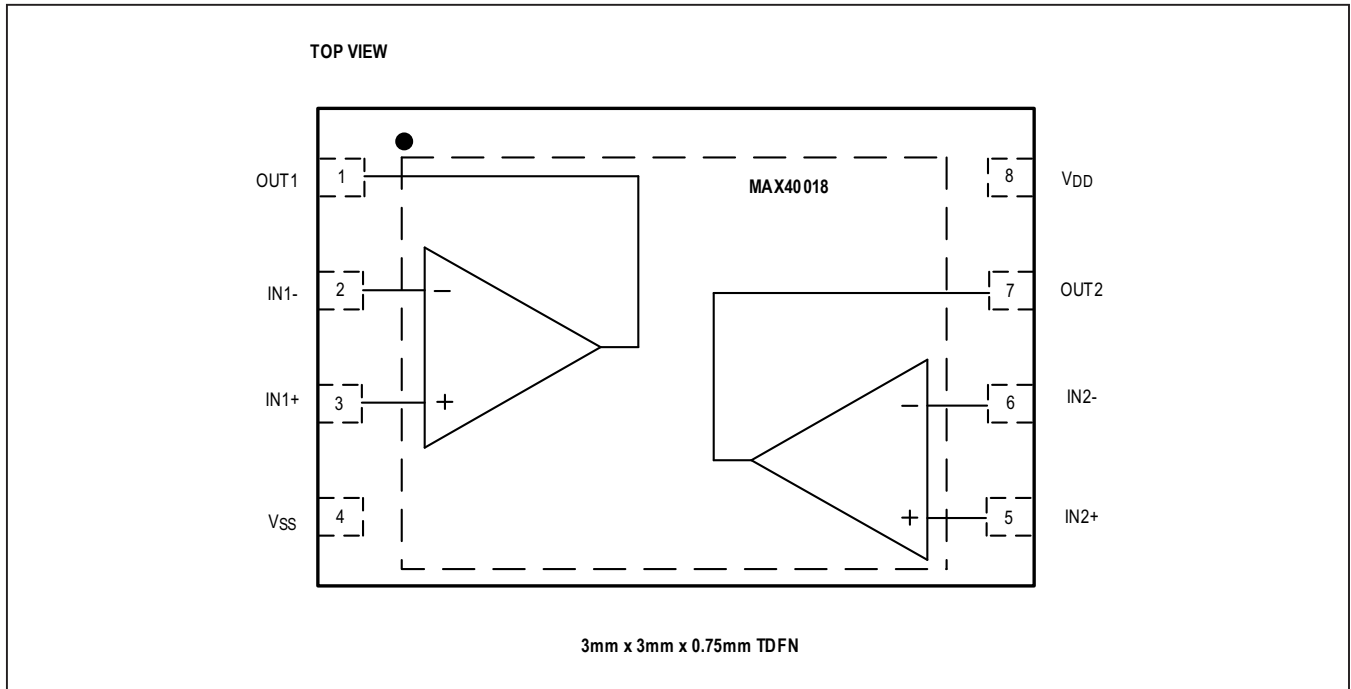 TOP VIEW
MAX40018
OUT1
1
8
VDD
IN1-
2
−
7
OUT2
IN1+
3
+
−
6
IN2-
VSS
4
+
5
IN2+
3mm x 3mm x 0.75mm TDFN